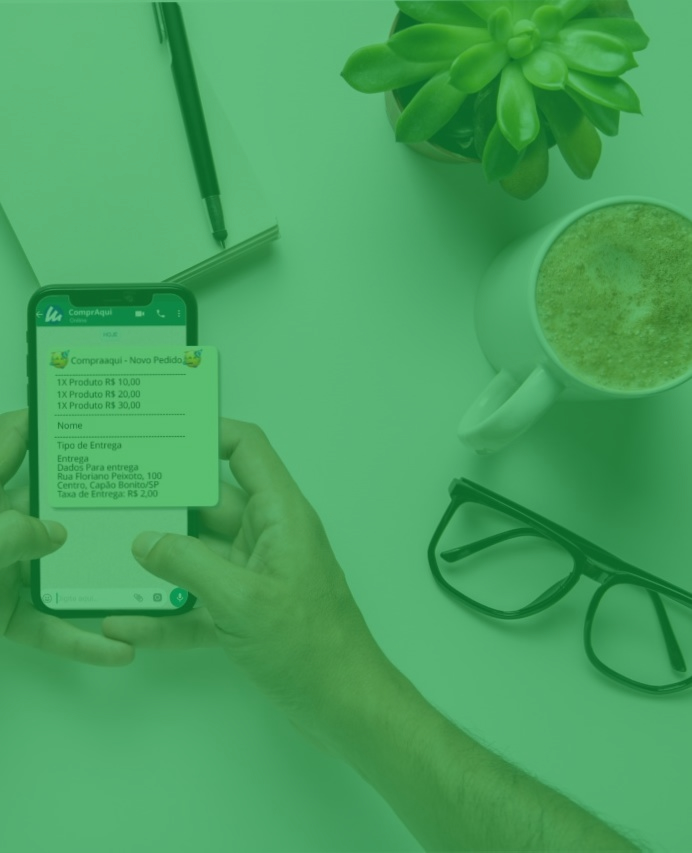 ComprAqui
Online
HOJE
Compraaqui - Novo Pedido
1X Produto R$ 10,00
1X Produto R$ 20,00
1X Produto R$ 30,00
Nome
Tipo de Entrega
Entrega
Dados Para entrega
Rua Floriano Peixoto, 100
Centro, Capão Bonito/SP
Taxa de Entrega: R$ 2,00